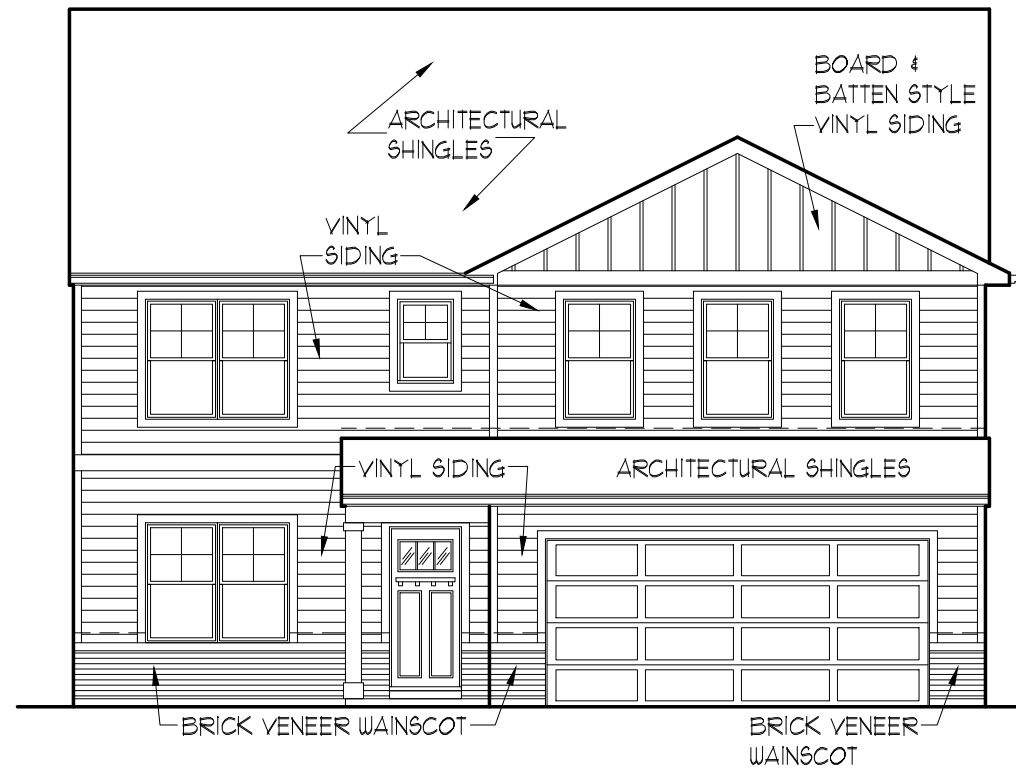 BOARD &
BATTEN STYLE
VINYL SIDING
ARCHITECTURAL
SHINGLES
VINYL
SIDING
VINYL SIDING
ARCHITECTURAL SHINGLES
BRICK VENEER WAINSCOT
BRICK VENEER
WAINSCOT